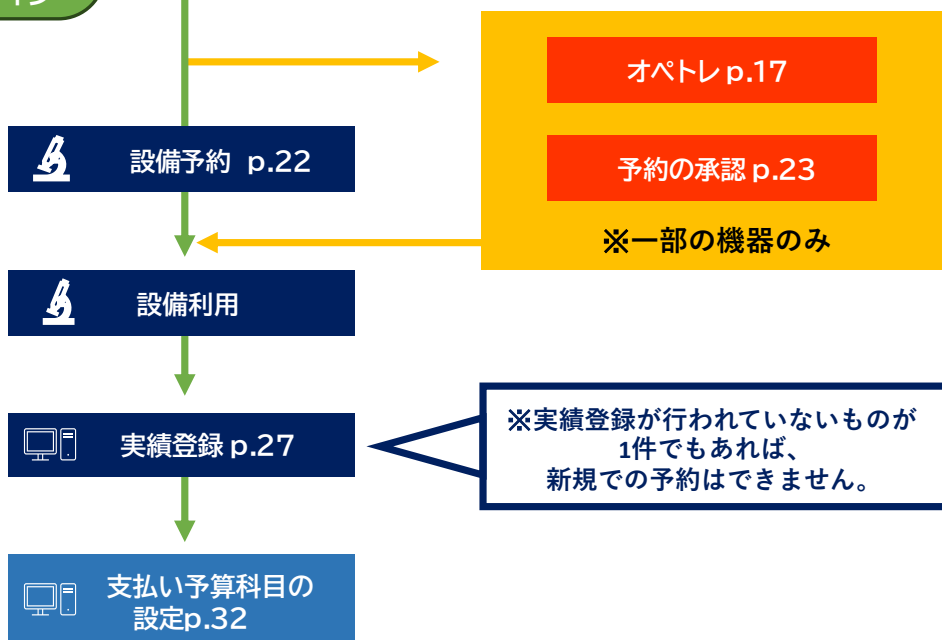 イン
オペトレ p.17
設備予約 p.22
予約の承認 p.23
※一部の機器のみ
設備利用
実績登録 p.27
※実績登録が行われていないものが
1件でもあれば、
新規での予約はできません。
支払い予算科目の
設定p.32